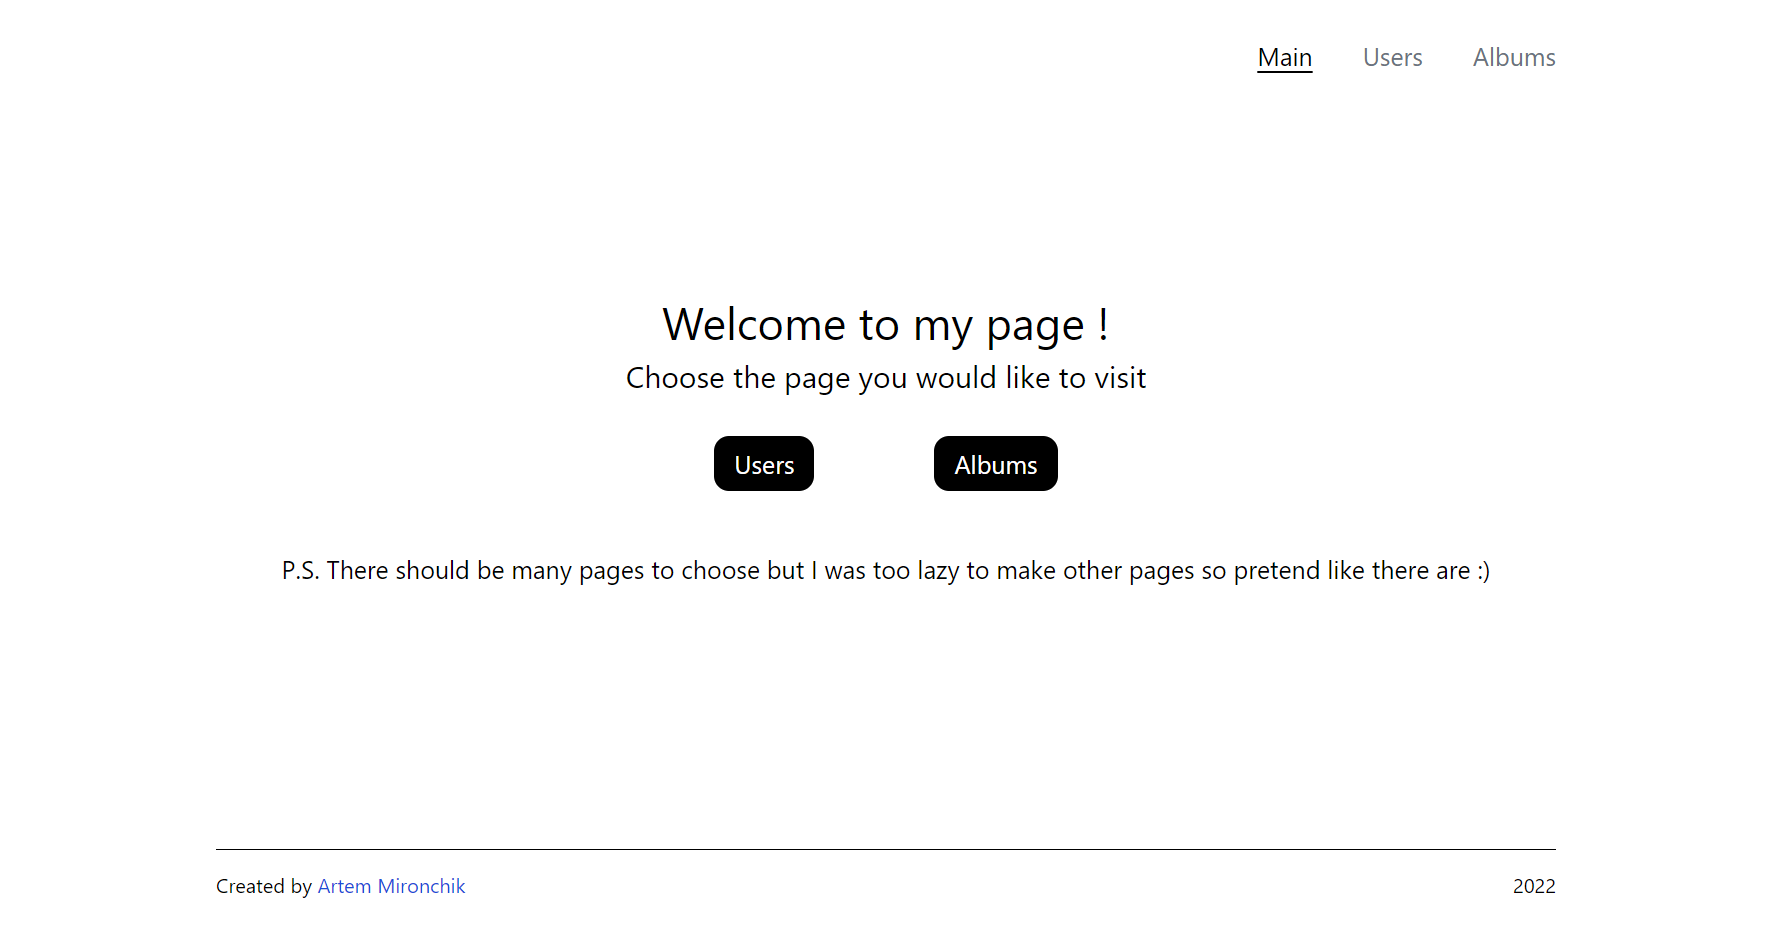 Main Users Albums
Welcome to my page !
Choose the page you would like to visit
Users Albums
P.S. There should be many pages to choose but I was too lazy to make other pages so pretend like there are :)
Created by Artem Mironchik 2022